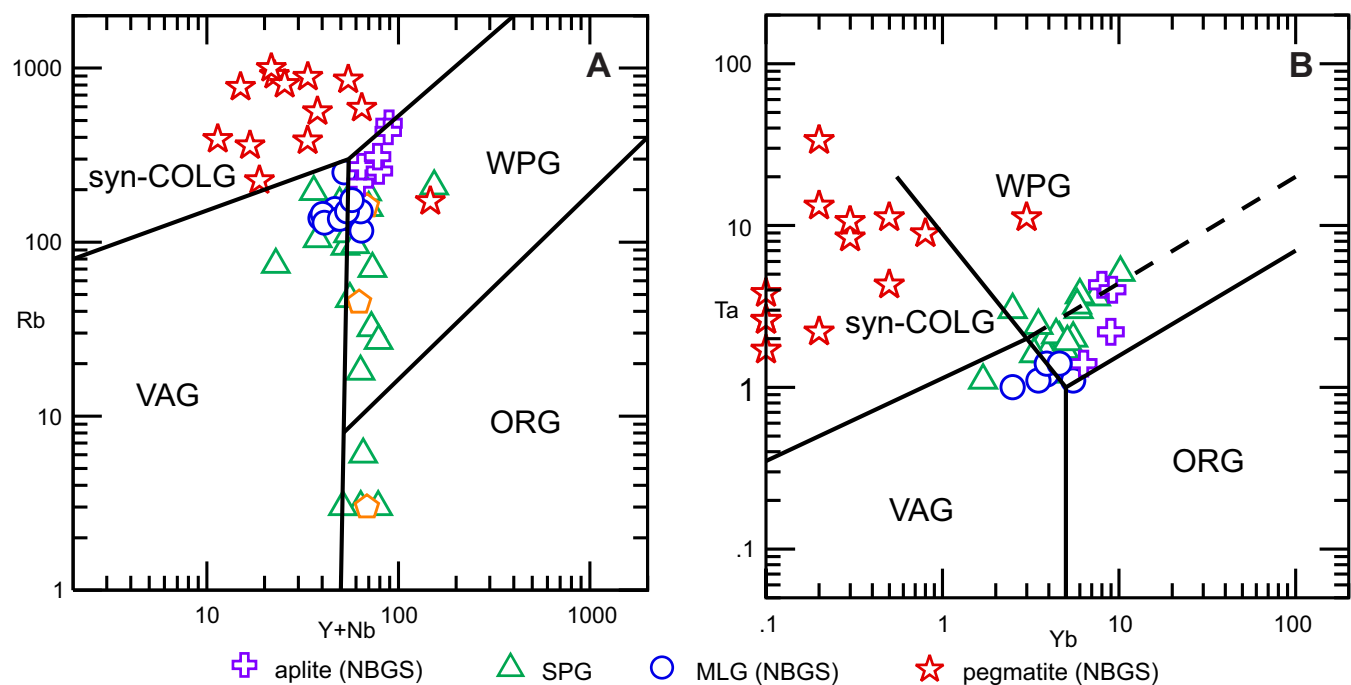 A
1000
100
10
1
Rb
syn-COLG
WPG
VAG
ORG
10
100
1000
Y+Nb
B
100
10
1
.1
Ta
WPG
syn-COLG
VAG
ORG
.1
1
10
100
Yb
aplite (NBGS)
SPG
MLG (NBGS)
pegmatite (NBGS)